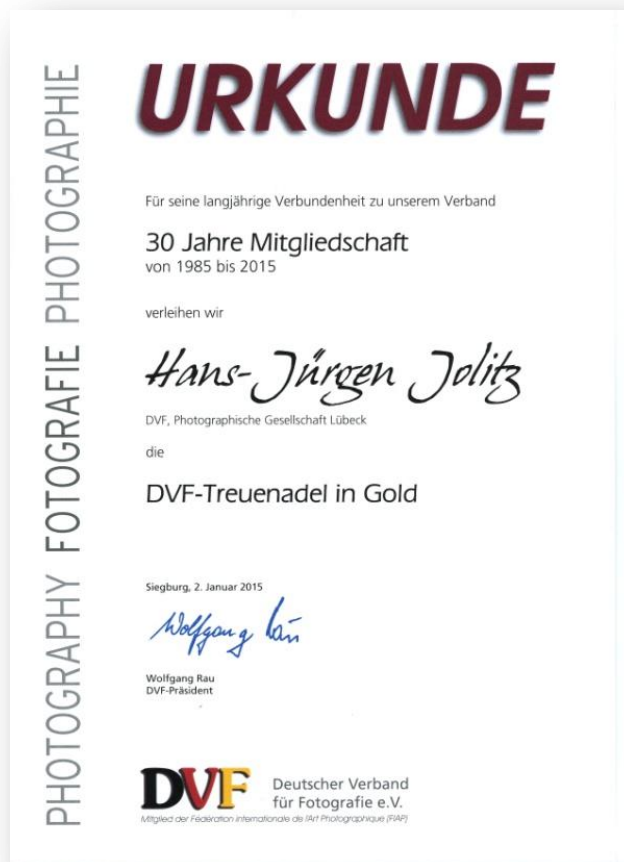 PHOTOGRAPHY FOTOGRAFIE PHOTOGRAPHIE
URKUNDE
Für seine langjährige Verbundenheit zu unserem Verband
30 Jahre Mitgliedschaft
von 1985 bis 2015
verleihen wir
Hans-Jürgen Jolitz
DVF, Photographische Gesellschaft Lübeck
die
DVF-Treuenadel in Gold
Siegburg, 2. Januar 2015
Wolfgang Rau
Wolfgang Rau
DVF-Präsident
DVF
Deutscher Verband
für Fotografie e.V.
Mitglied der Fédération internationale de l'Art Photographique (FIAP)